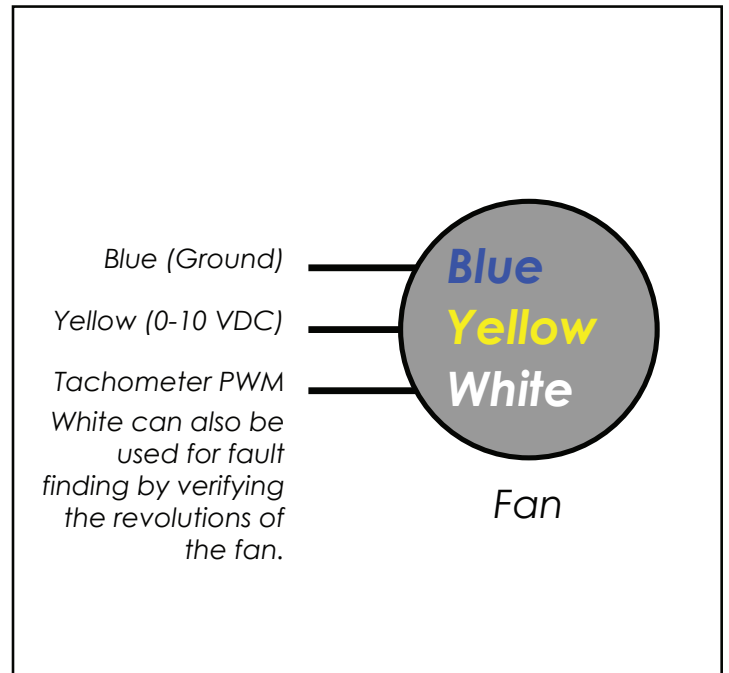 Blue (Ground)
Blue
Yellow (0-10 VDC)
Yellow
Tachometer PWM
White
White can also be
used for fault
finding by verifying
the revolutions of
the fan.
Fan